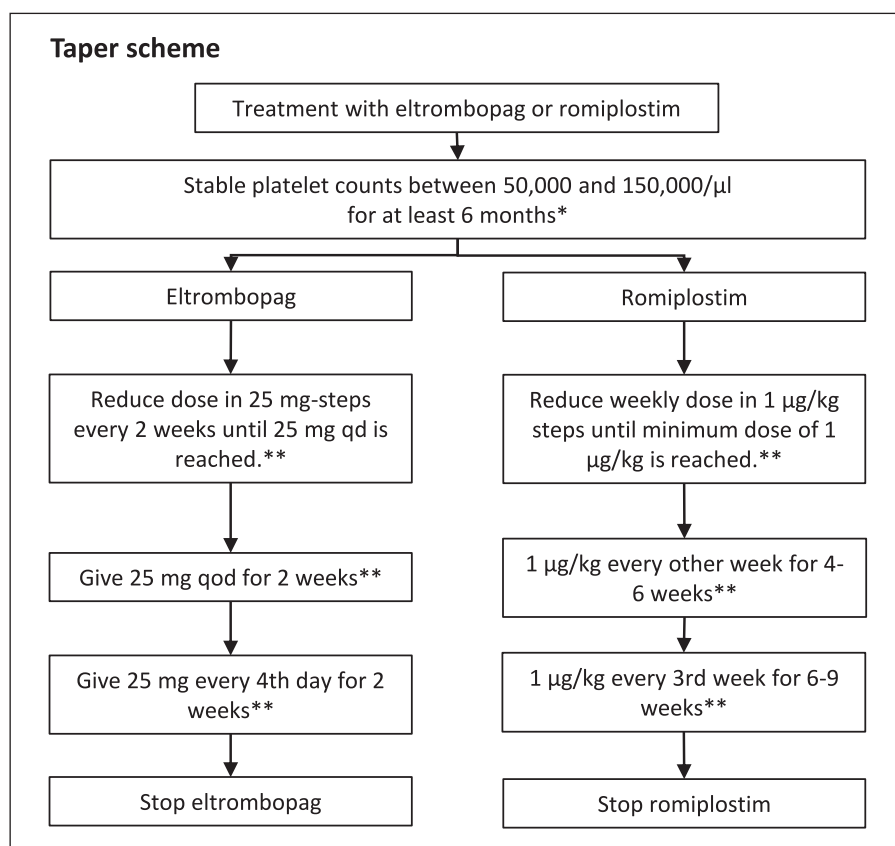 Taper scheme
Treatment with eltrombopag or romiplostim
Stable platelet counts between 50,000 and 150,000/µl
for at least 6 months*
Eltrombopag
Reduce dose in 25 mg-steps
every 2 weeks until 25 mg qd is
reached.**
Give 25 mg qod for 2 weeks**
Give 25 mg every 4th day for 2
weeks**
Stop eltrombopag
Romiplostim
Reduce weekly dose in 1 µg/kg
steps until minimum dose of 1
µg/kg is reached.**
1 µg/kg every other week for 4-
6 weeks**
1 µg/kg every 3rd week for 6-9
weeks**
Stop romiplostim